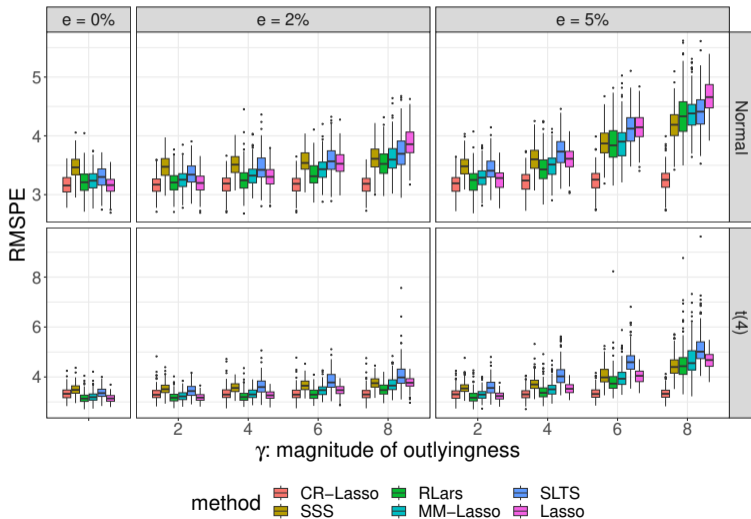 e = 0% e = 2% e = 5%
5
4
3
Normal
RMSPE
8
6
4
t(4)
2 4 6 8 2 4 6 8
γ: magnitude of outlyingness
method
CR−Lasso RLars SLTS
SSS MM−Lasso Lasso